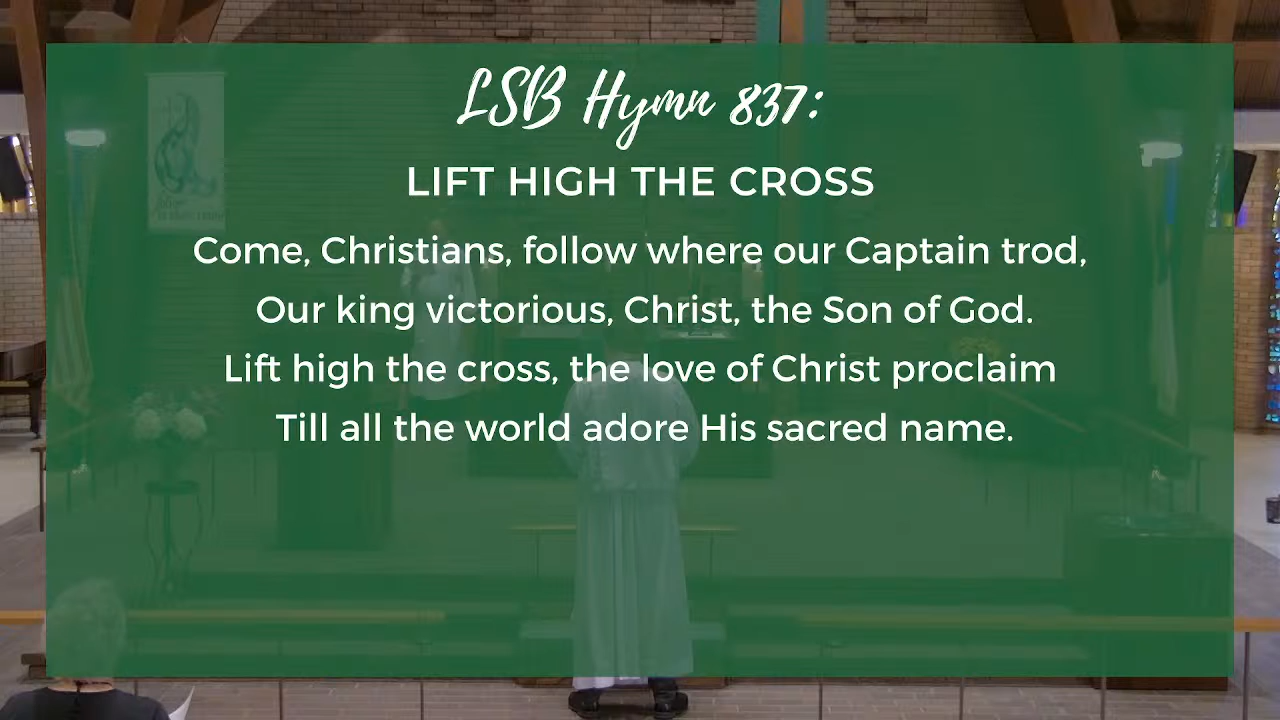 LSB Hymn 837:
LIFT HIGH THE CROSS
Come, Christians, follow where our Captain trod,
Our king victorious, Christ, the Son of God.
Lift high the cross, the love of Christ proclaim
Till all the world adore His sacred name.